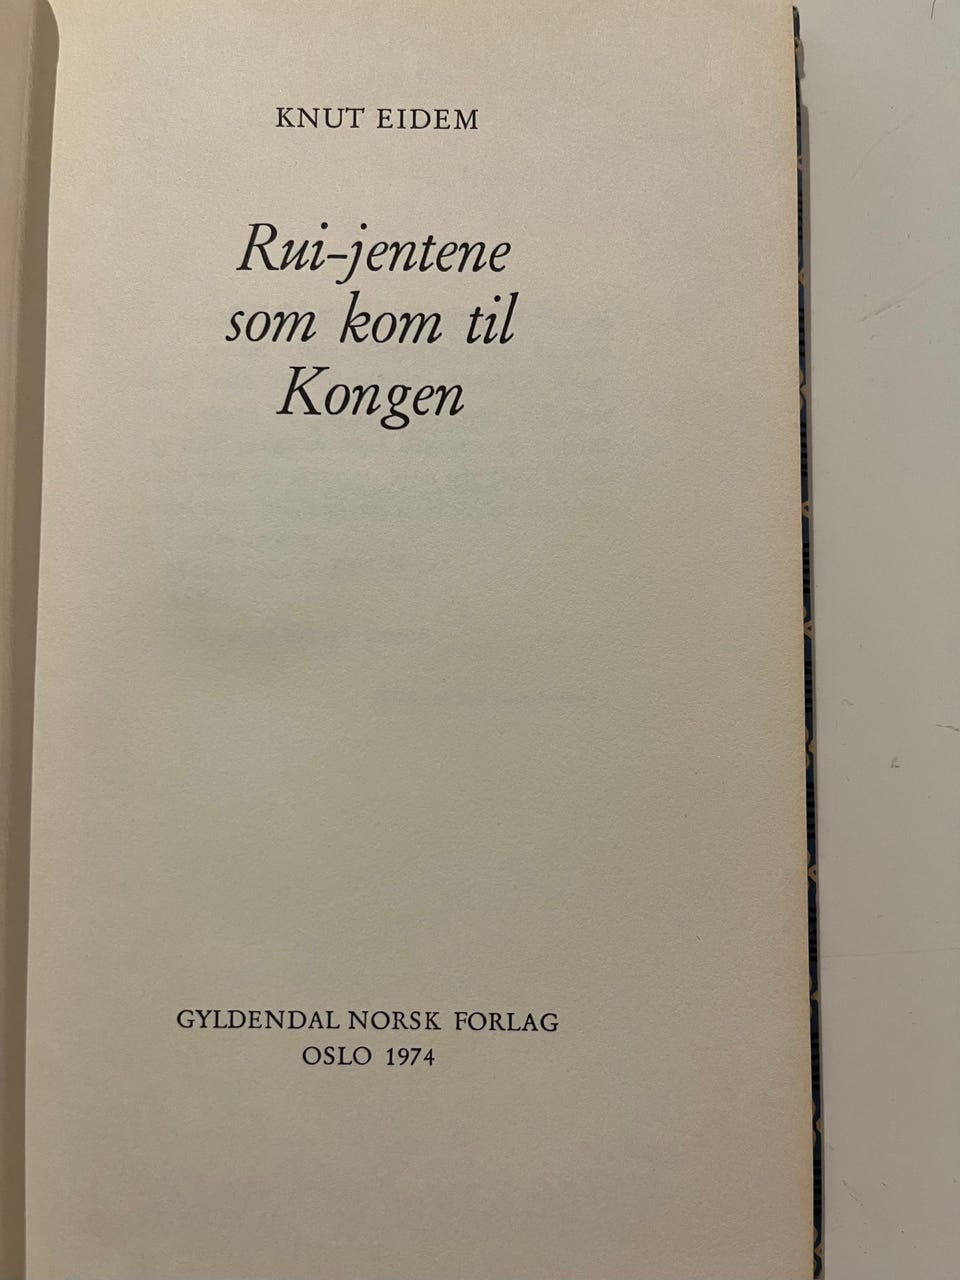 KNUT EIDEM
Rui-jentene
som kom til
Kongen
GYLDENDAL NORSK FORLAG
OSLO 1974